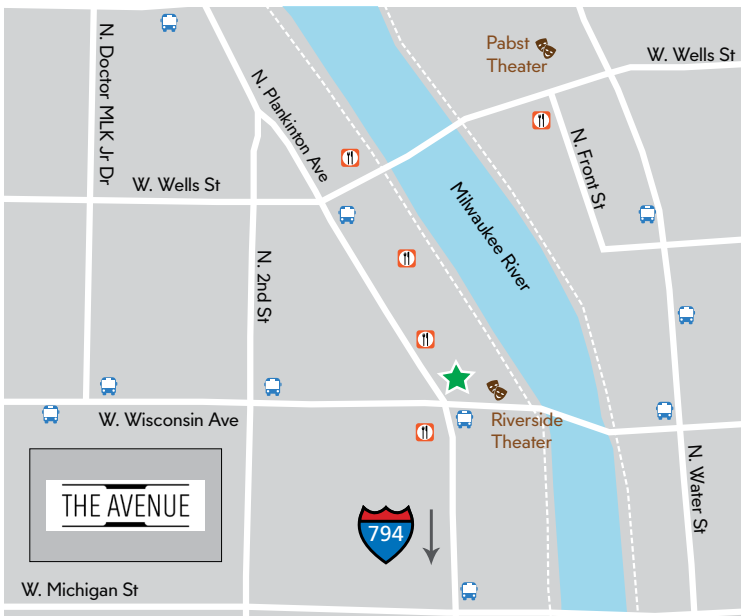 Pabst
Theater
W. Wells St
N. Doctor MLK Jr Dr
N. Plankinton Ave
N. Front St
W. Wells St
Milwaukee River
N. 2nd St
W. Wisconsin Ave
Riverside
Theater
N. Water St
THE AVENUE
794
W. Michigan St